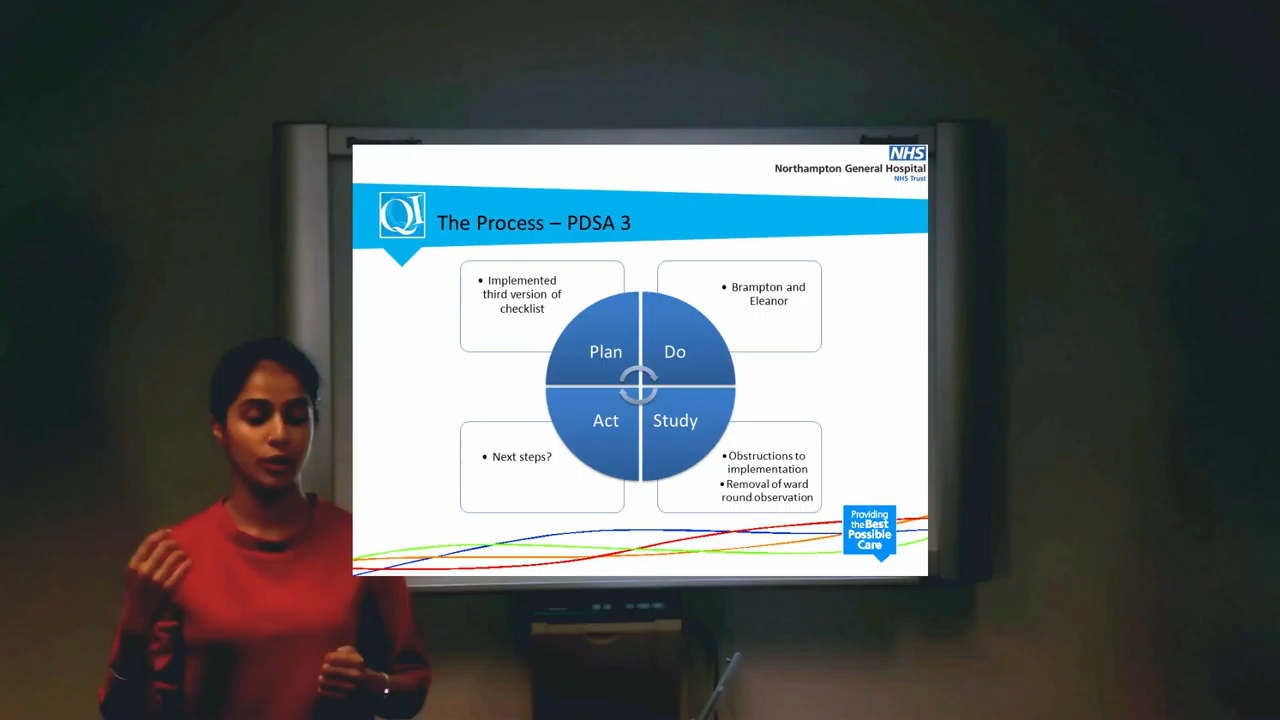 NHS
Northampton General Hospital
NHS Trust
QI
The Process – PDSA 3
• Implemented
third version of
checklist
• Brampton and
Eleanor
Plan
Do
Act
Study
• Next steps?
• Obstructions to
implementation
• Removal of ward
round observation
Providing
the Best
Possible
Care